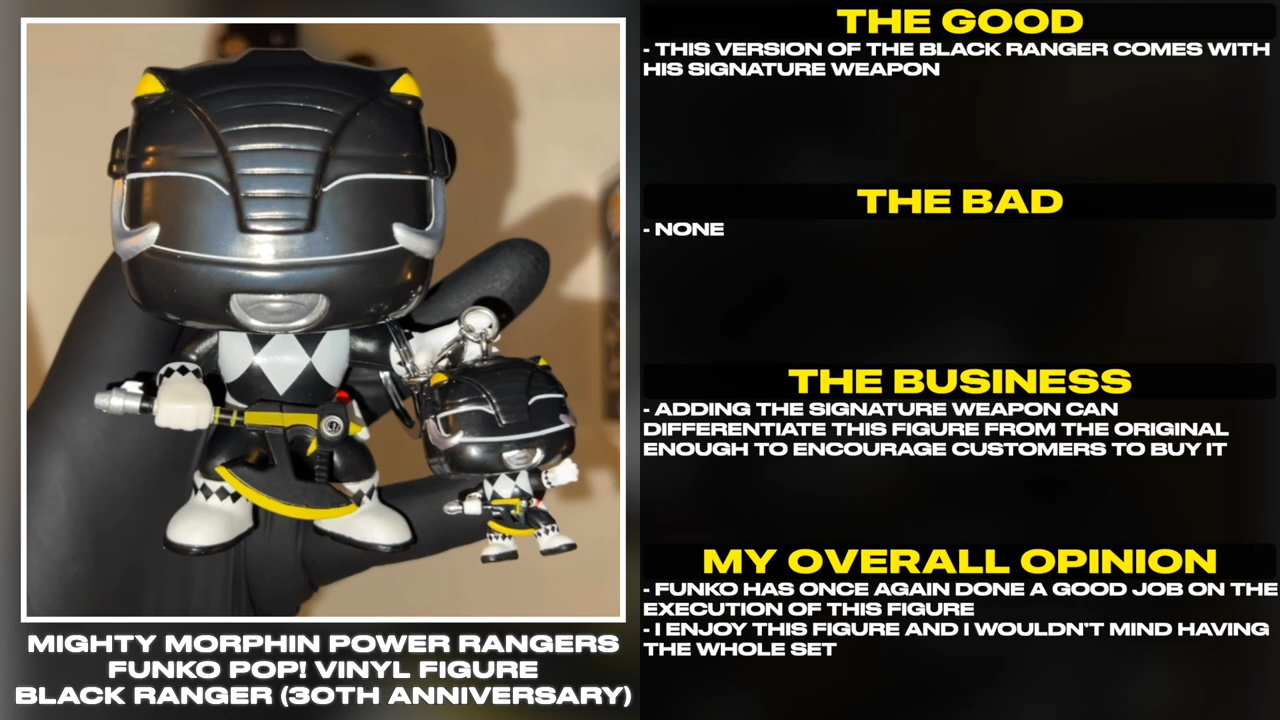 MIGHTY MORPHIN POWER RANGERS
FUNKO POP! VINYL FIGURE
BLACK RANGER (30TH ANNIVERSARY)
THE GOOD
- THIS VERSION OF THE BLACK RANGER COMES WITH
HIS SIGNATURE WEAPON
THE BAD
- NONE
THE BUSINESS
- ADDING THE SIGNATURE WEAPON CAN
DIFFERENTIATE THIS FIGURE FROM THE ORIGINAL
ENOUGH TO ENCOURAGE CUSTOMERS TO BUY IT
MY OVERALL OPINION
- FUNKO HAS ONCE AGAIN DONE A GOOD JOB ON THE
EXECUTION OF THIS FIGURE
- I ENJOY THIS FIGURE AND I WOULDN'T MIND HAVING
THE WHOLE SET